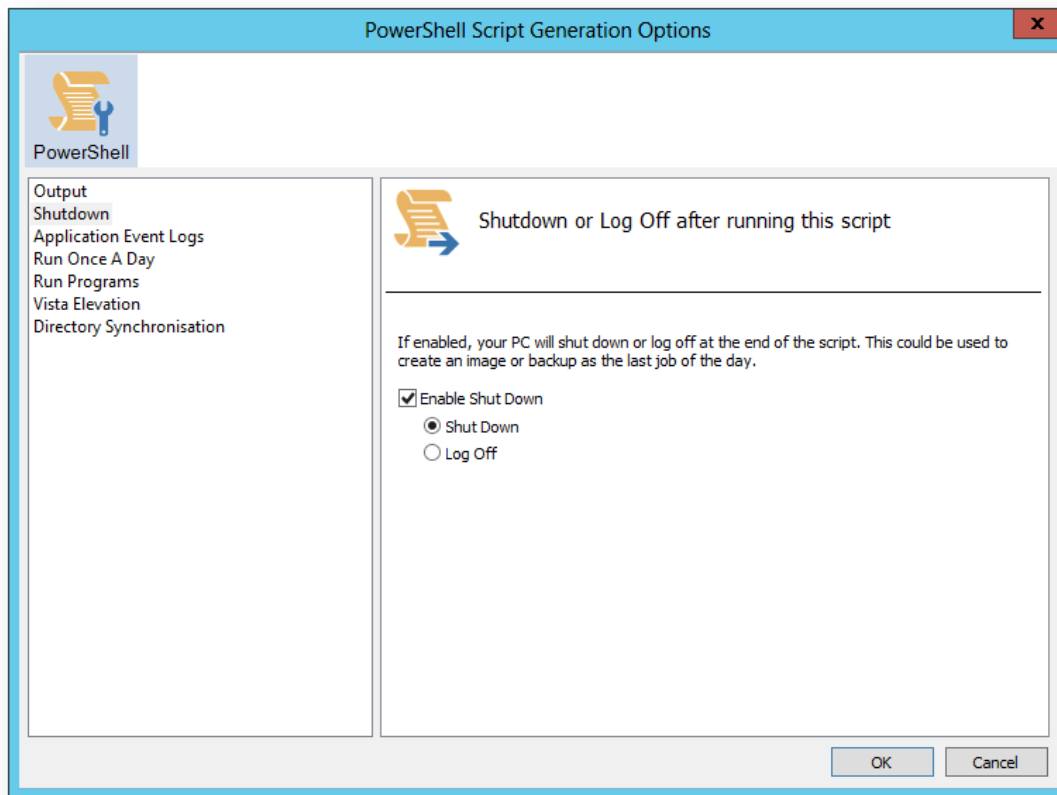 PowerShell Script Generation Options
x
PowerShell
Output
Shutdown
Application Event Logs
Run Once A Day
Run Programs
Vista Elevation
Directory Synchronisation
Shutdown or Log Off after running this script
If enabled, your PC will shut down or log off at the end of the script. This could be used to
create an image or backup as the last job of the day.
Enable Shut Down
Shut Down
Log Off
OK
Cancel